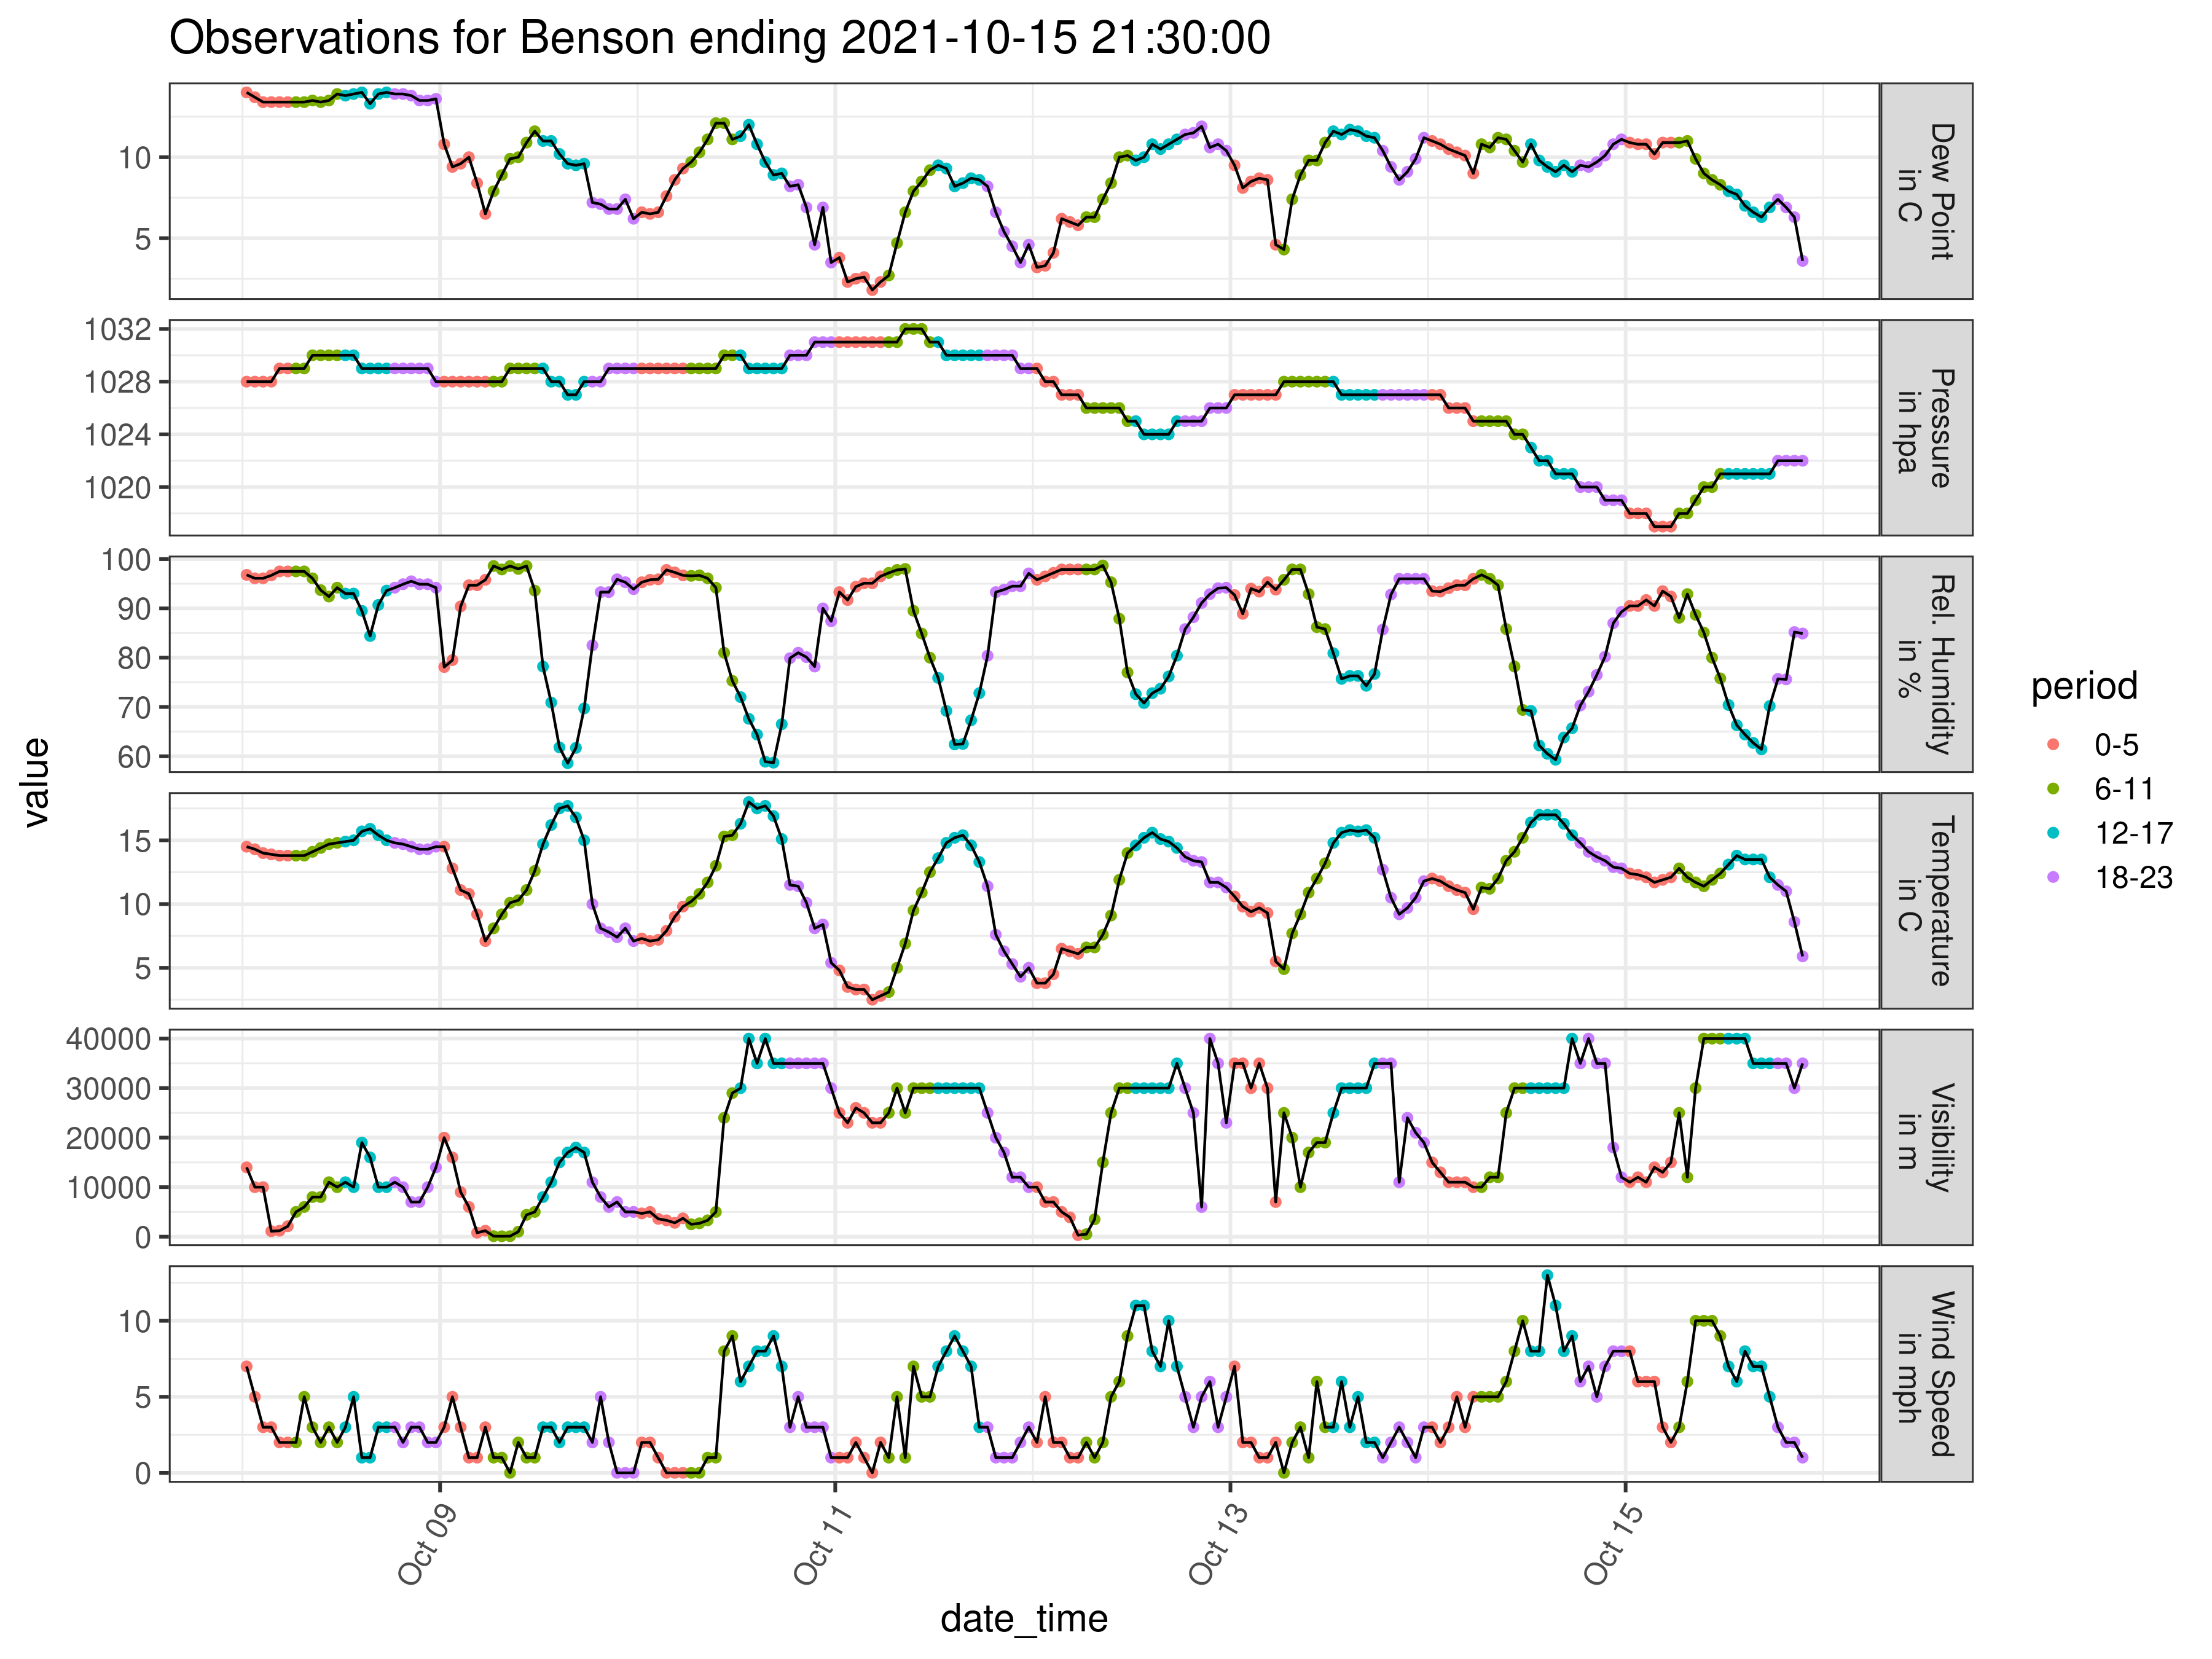 Observations for Benson ending 2021-10-15 21:30:00
value
10
5
Dew Point
in C
1032
1028
1024
1020
Pressure
in hpa
100
90
80
70
60
Rel. Humidity
in %
15
10
5
Temperature
in C
40000
30000
20000
10000
0
Visibility
in m
10
5
0
Wind Speed
in mph
Oct 09
Oct 11
Oct 13
Oct 15
date_time
period
0-5
6-11
12-17
18-23